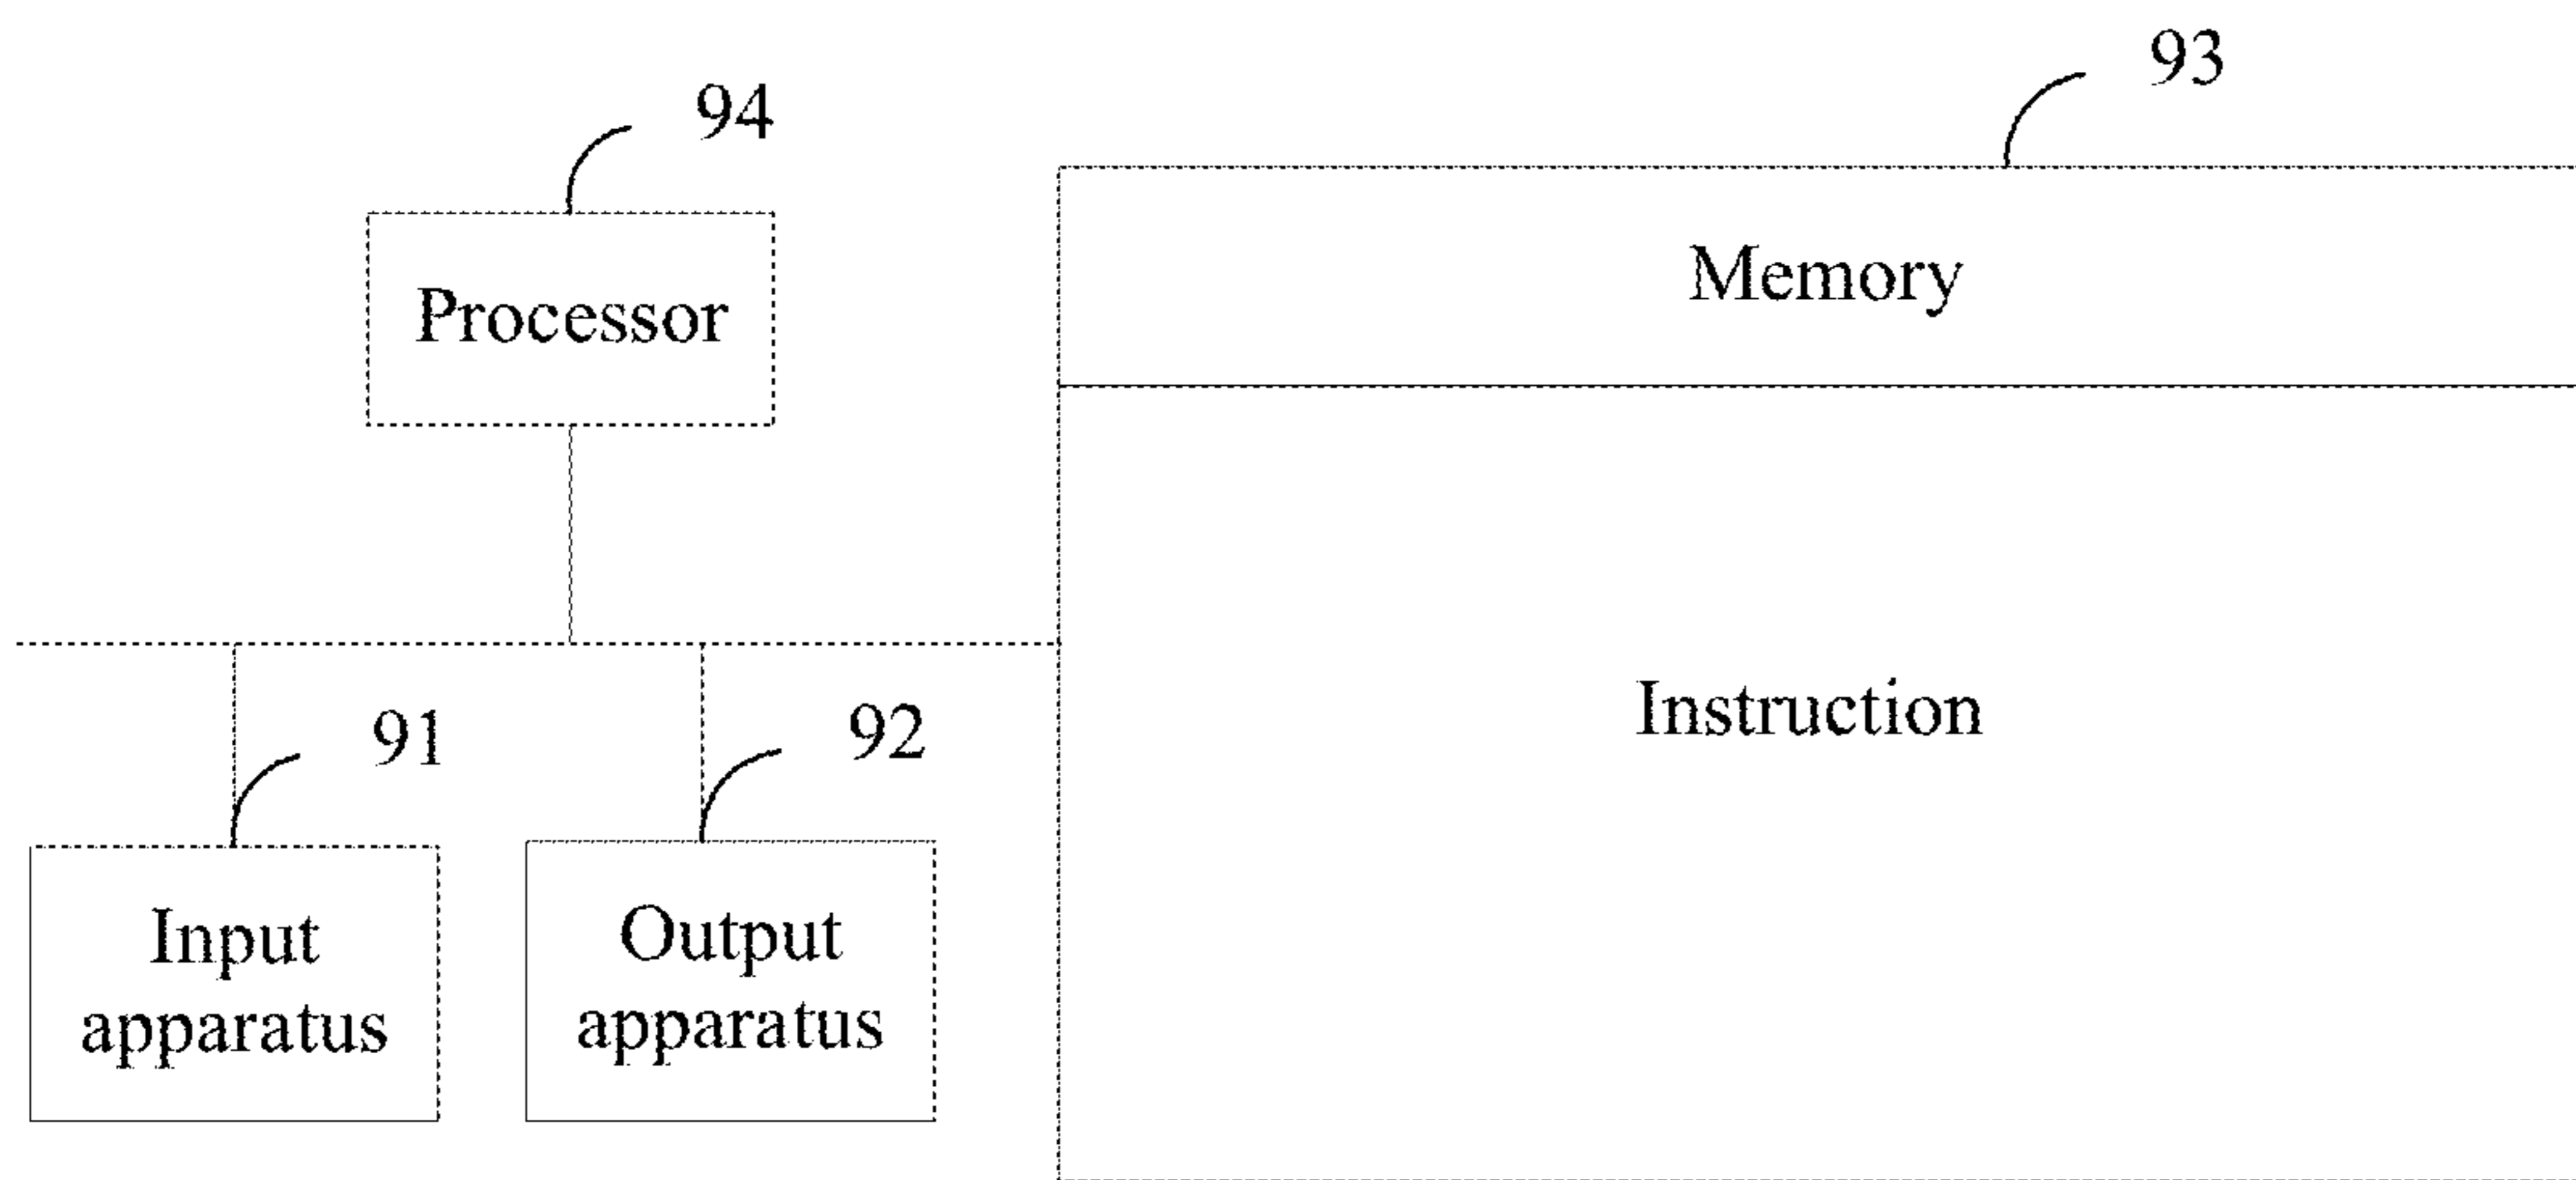 93
94
Memory
Processor
Instruction
91
92
Input
apparatus
Output
apparatus